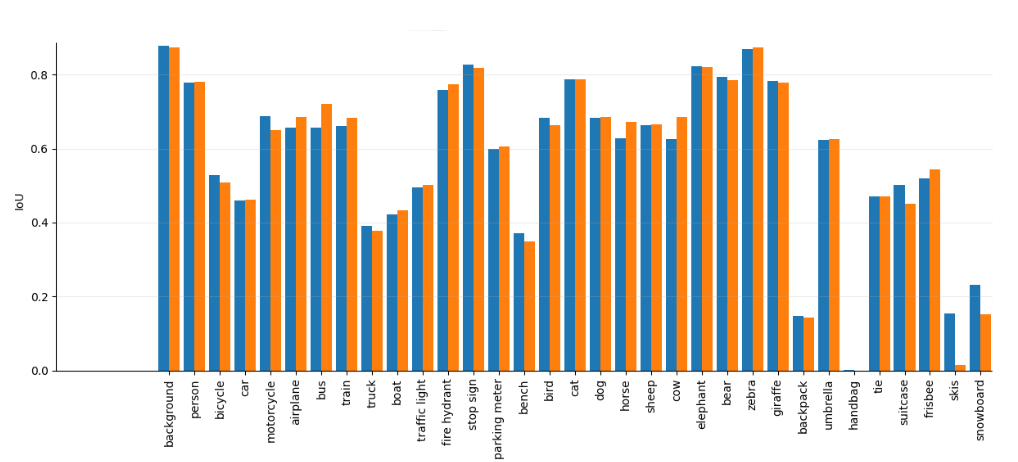 IoU
0.8
0.6
0.4
0.2
0.0
background
person
bicycle
car
motorcycle
airplane
bus
train
truck
boat
traffic light
fire hydrant
stop sign
parking meter
bench
bird
cat
dog
horse
sheep
cow
elephant
bear
zebra
giraffe
backpack
umbrella
handbag
tie
suitcase
frisbee
skis
snowboard